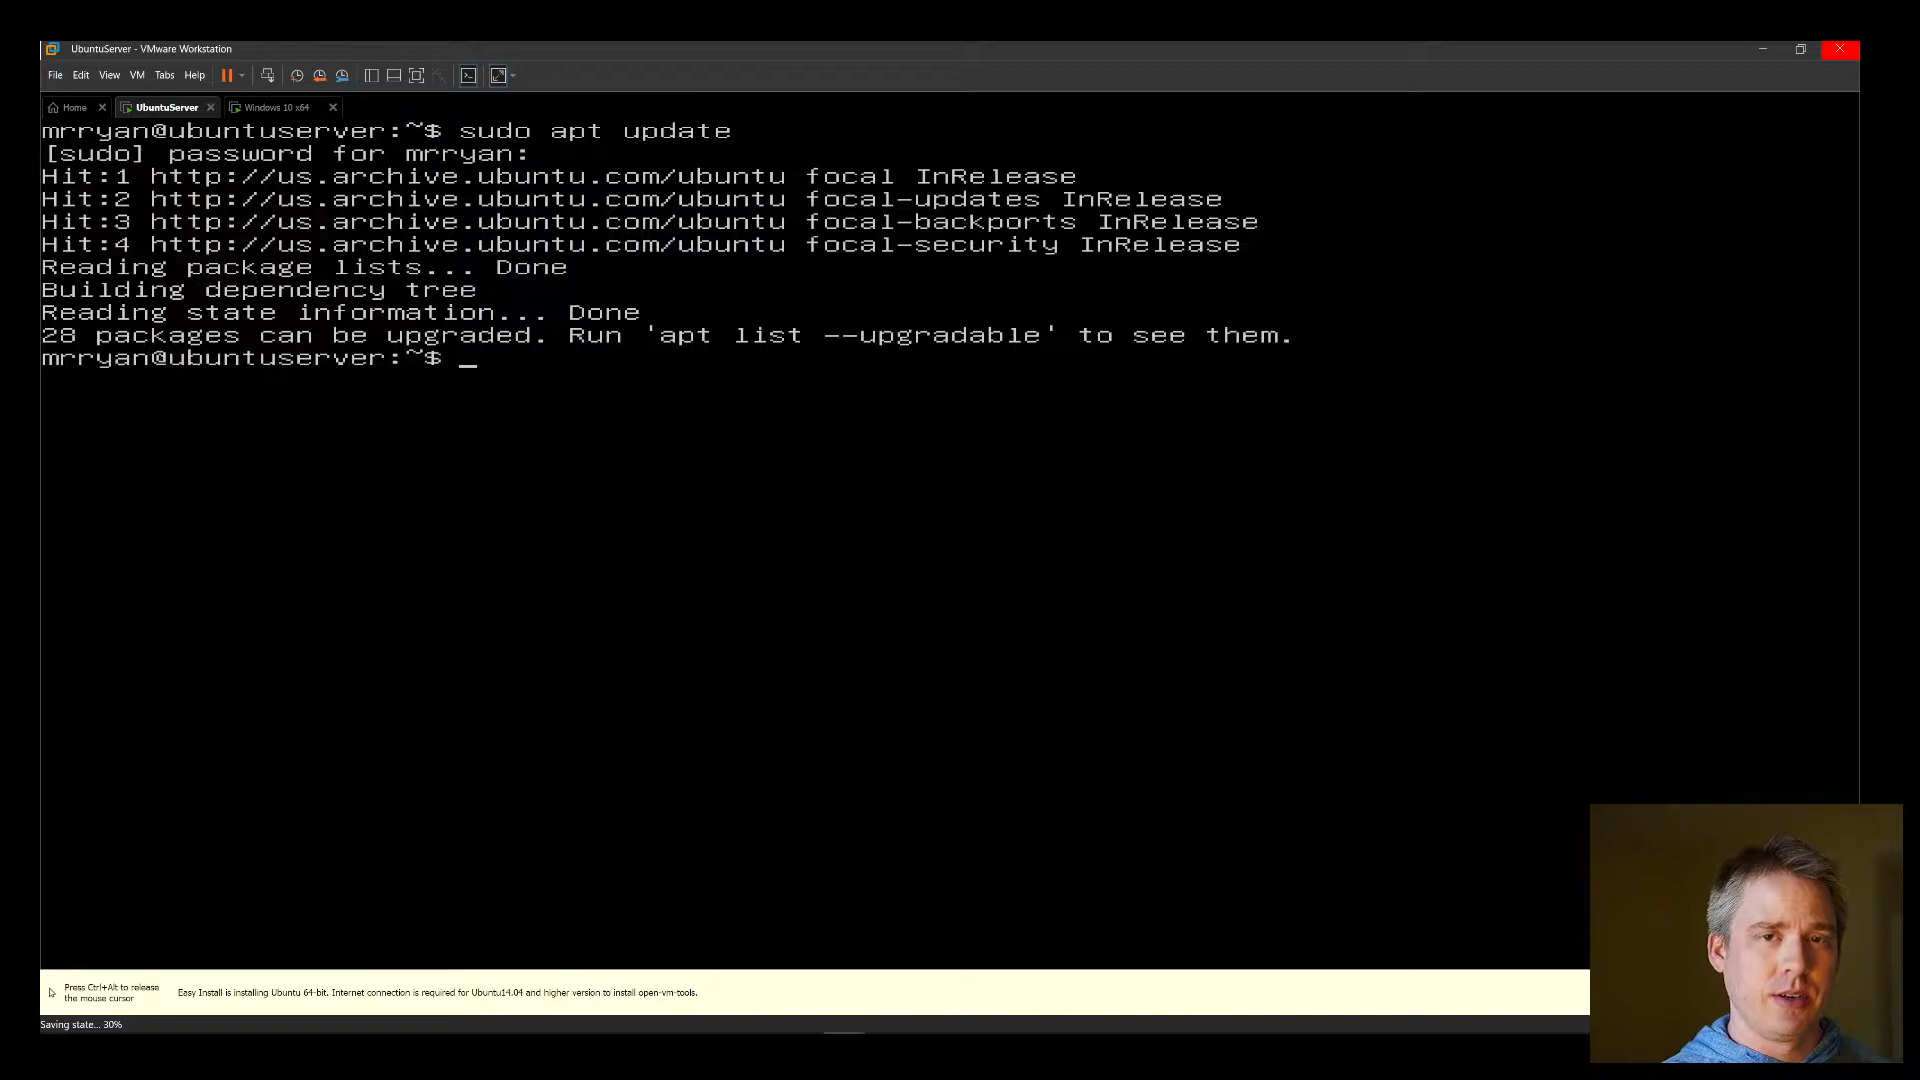 UbuntuServer - VMware Workstation
File Edit View VM Tabs Help
Home UbuntuServer Windows 10 x64
mrryan@ubuntuserver:~$ sudo apt update
[sudo] password for mrryan:
Hit:1 http://us.archive.ubuntu.com/ubuntu focal InRelease
Hit:2 http://us.archive.ubuntu.com/ubuntu focal-updates InRelease
Hit:3 http://us.archive.ubuntu.com/ubuntu focal-backports InRelease
Hit:4 http://us.archive.ubuntu.com/ubuntu focal-security InRelease
Reading package lists... Done
Building dependency tree
Reading state information... Done
28 packages can be upgraded. Run 'apt list --upgradable' to see them.
mrryan@ubuntuserver:~$ _
Press Ctrl+Alt to release
the mouse cursor
Easy Install is installing Ubuntu 64-bit. Internet connection is required for Ubuntu14.04 and higher version to install open-vm-tools.
Saving state... 30%